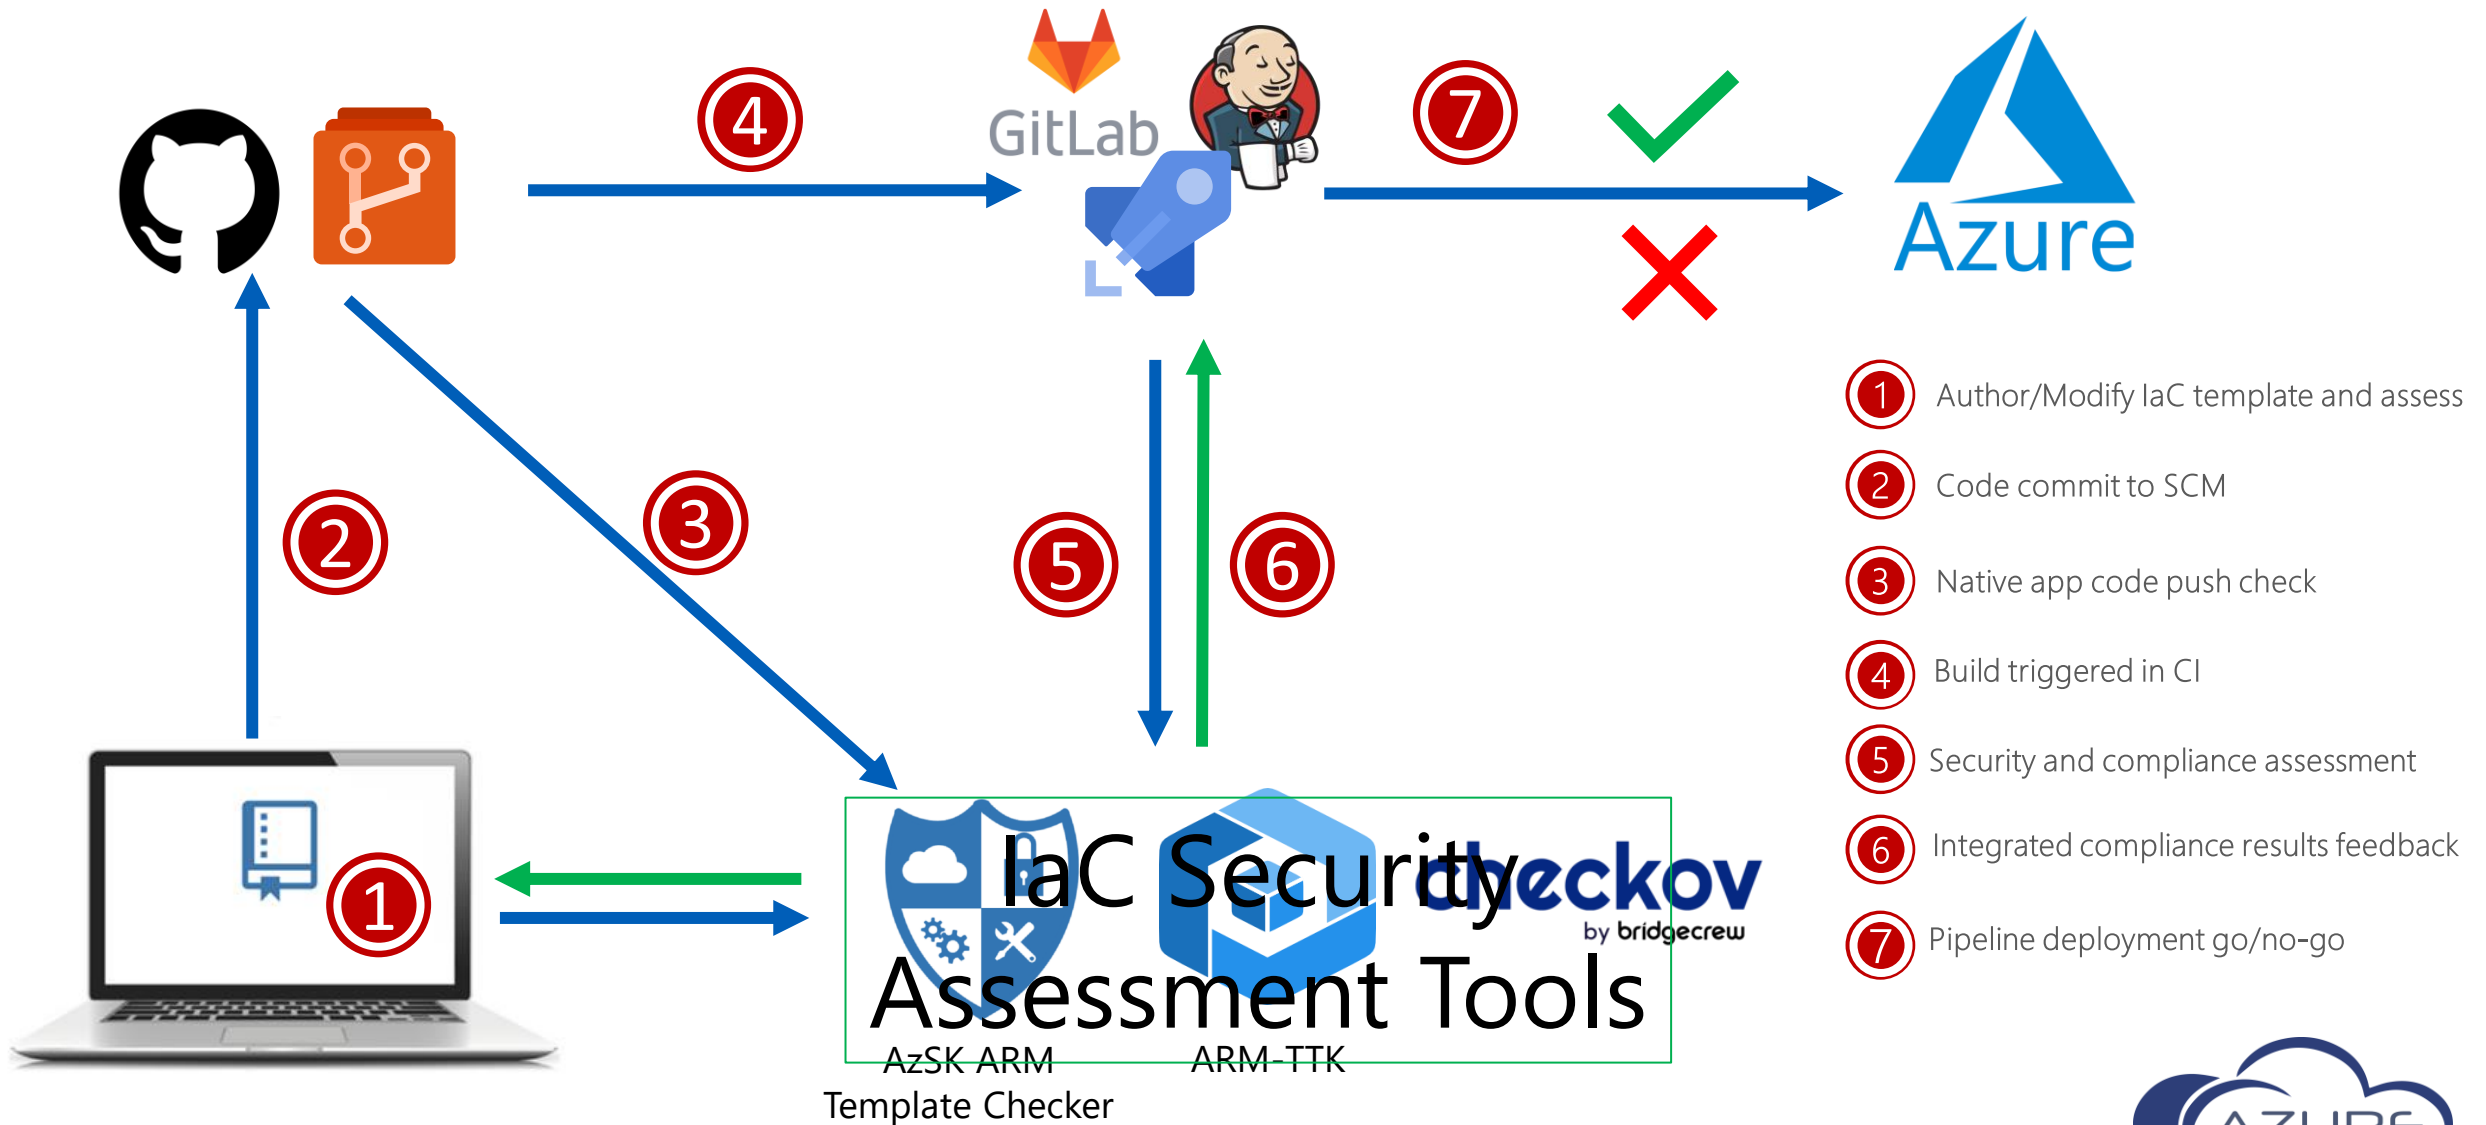 4
GitLab
7
Azure
2
3
5
6
1
IaC Security
Assessment Tools
checkov
by bridgecrew
AzSK ARM
Template Checker
ARM-TTK
1 Author/Modify IaC template and assess
2 Code commit to SCM
3 Native app code push check
4 Build triggered in CI
5 Security and compliance assessment
6 Integrated compliance results feedback
7 Pipeline deployment go/no-go
AZURE